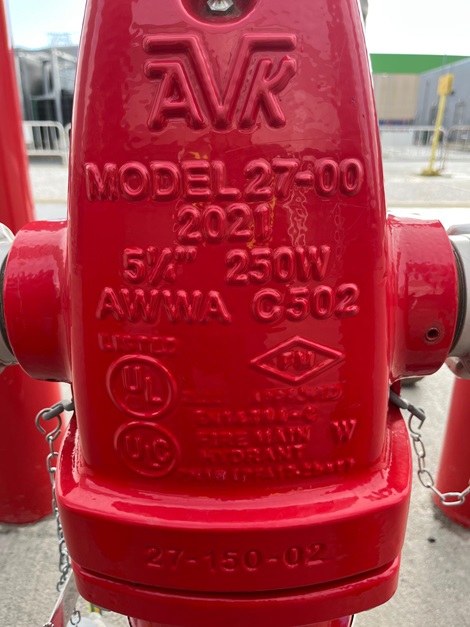 AVK
MODEL 27-00
2021
5¼" 250W
AWWA C502
LISTED
UL
FM
ULC
FIRE MAIN W
HYDRANT
27-150-02